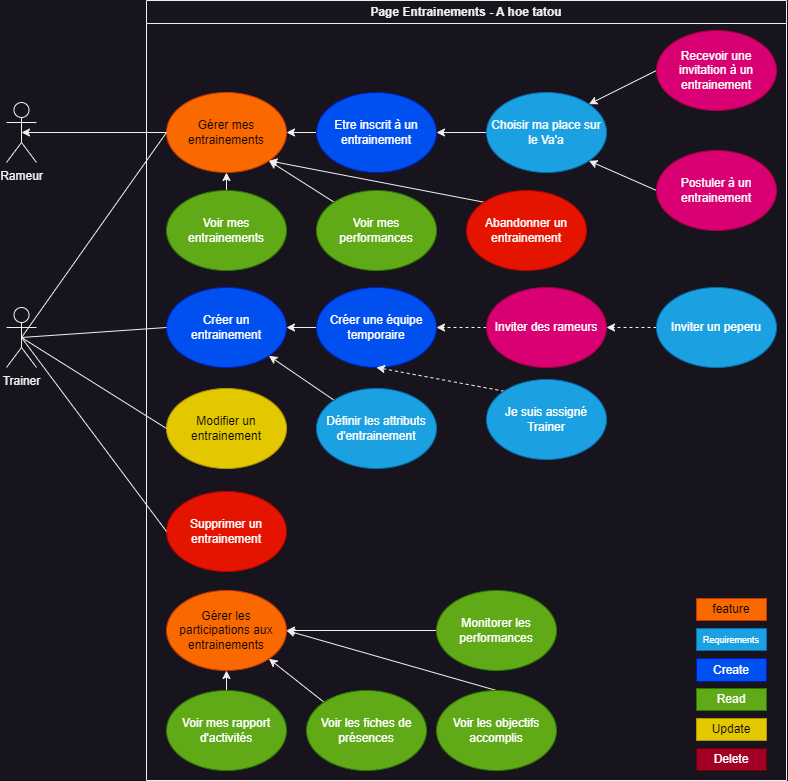 Page Entrainements - A hoe tatou
Recevoir une
invitation à un
entrainement
Gérer mes
entrainements
Etre inscrit à un
entrainement
Choisir ma place sur
le Va'a
Rameur
Postuler à un
entrainement
Voir mes
entrainements
Voir mes
performances
Abandonner un
entrainement
Créer un
entrainement
Créer une équipe
temporaire
Inviter des rameurs
Inviter un peperu
Trainer
Modifier un
entrainement
Définir les attributs
d'entrainement
Je suis assigné
Trainer
Supprimer un
entrainement
Gérer les
participations aux
entrainements
Monitorer les
performances
Voir mes rapport
d'activités
Voir les fiches de
présences
Voir les objectifs
accomplis
feature
Requirements
Create
Read
Update
Delete